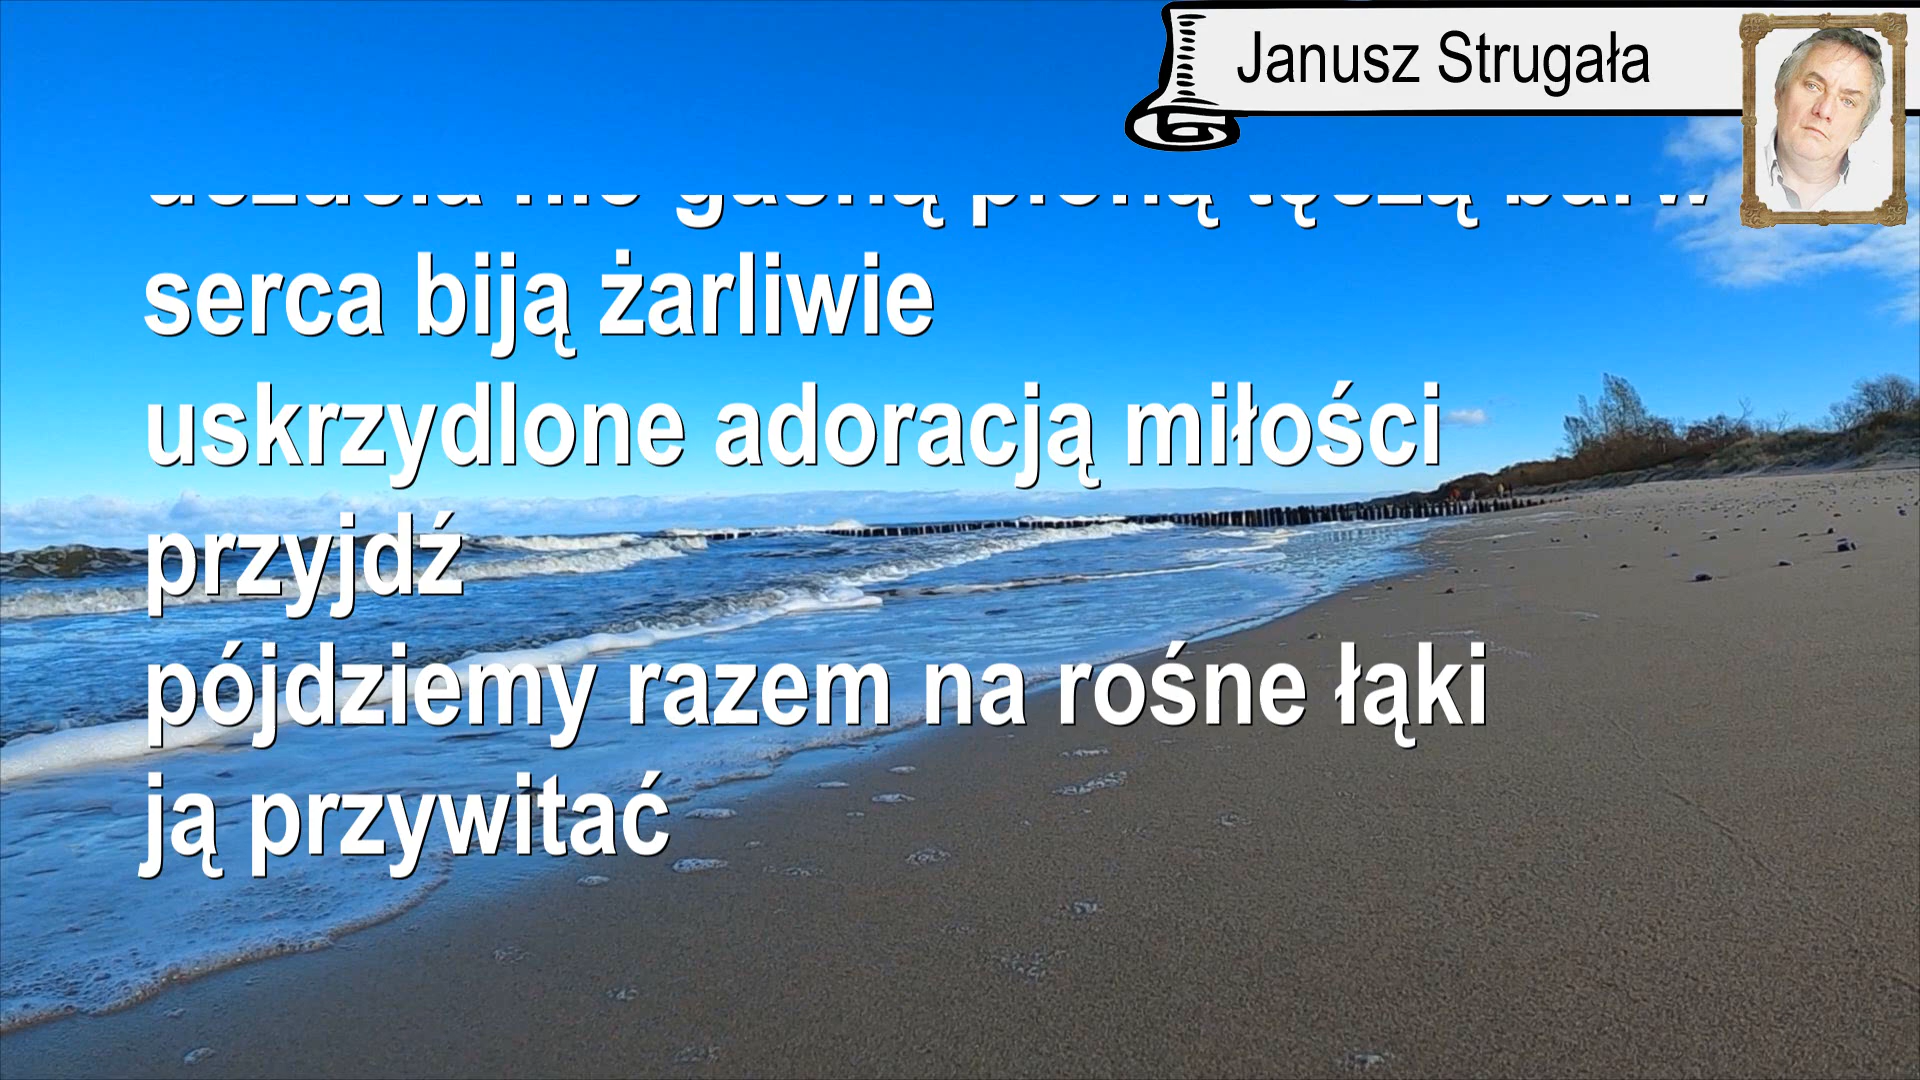 Janusz Strugała
serca biją żarliwie
uskrzydlone adoracją miłości
przyjdź
pójdziemy razem na rośne łąki
ją przywitać